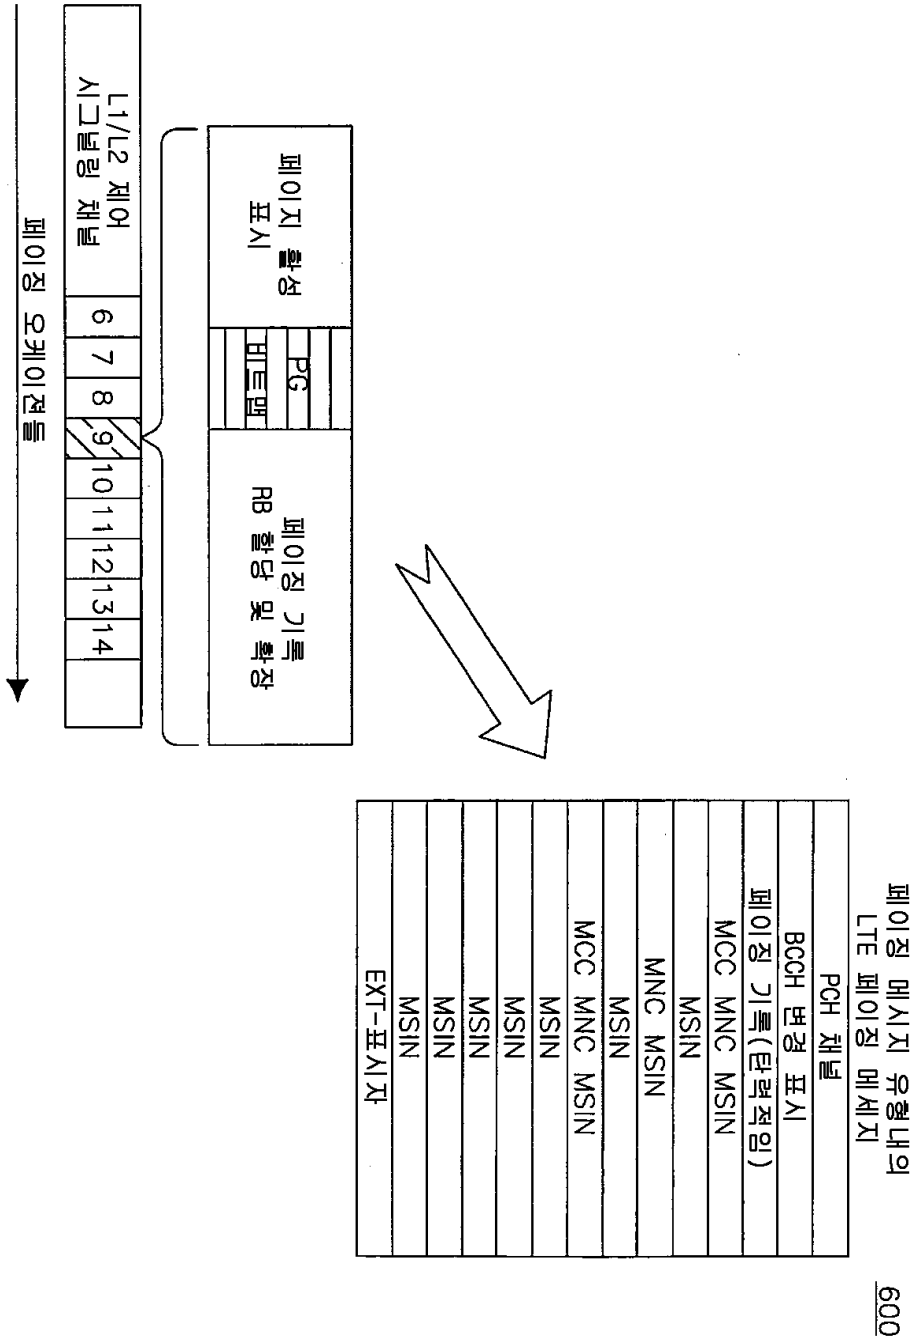 600
페이징 메시지 유형내의
LTE 페이징 메세지
PCH 채널
BCCH 변경 표시
페이징 기록(탄력적임)
MCC MNC MSIN
MSIN
MNC MSIN
MSIN
MCC MNC MSIN
MSIN
MSIN
MSIN
MSIN
MSIN
EXT-표시자
페이지 활성
표시
PG
비트맵
페이징 기록
RB 할당 및 확장
L1/L2 제어
시그널링 채널
6
7
8
9
10
11
12
13
14
페이징 오케이젼들